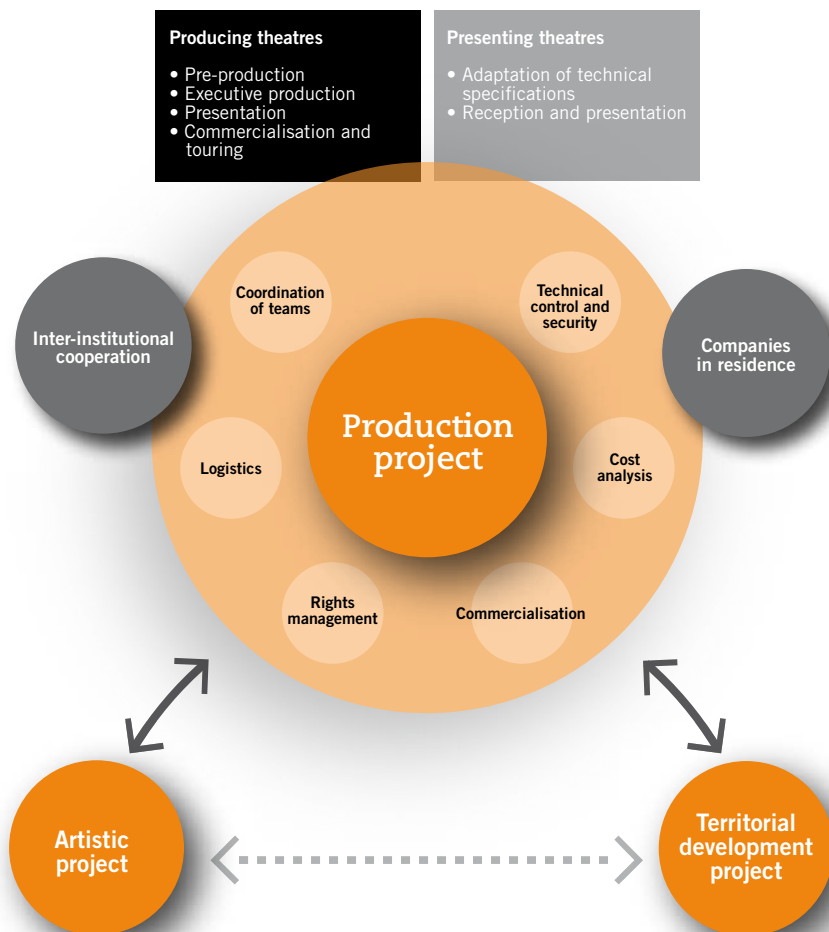 Producing theatres
• Pre-production
• Executive production
• Presentation
• Commercialisation and
touring
Presenting theatres
• Adaptation of technical
specifications
• Reception and presentation
Coordination
of teams
Technical
control and
security
Inter-institutional
cooperation
Companies
in residence
Production
project
Logistics
Cost
analysis
Rights
management
Commercialisation
Artistic
project
Territorial
development
project